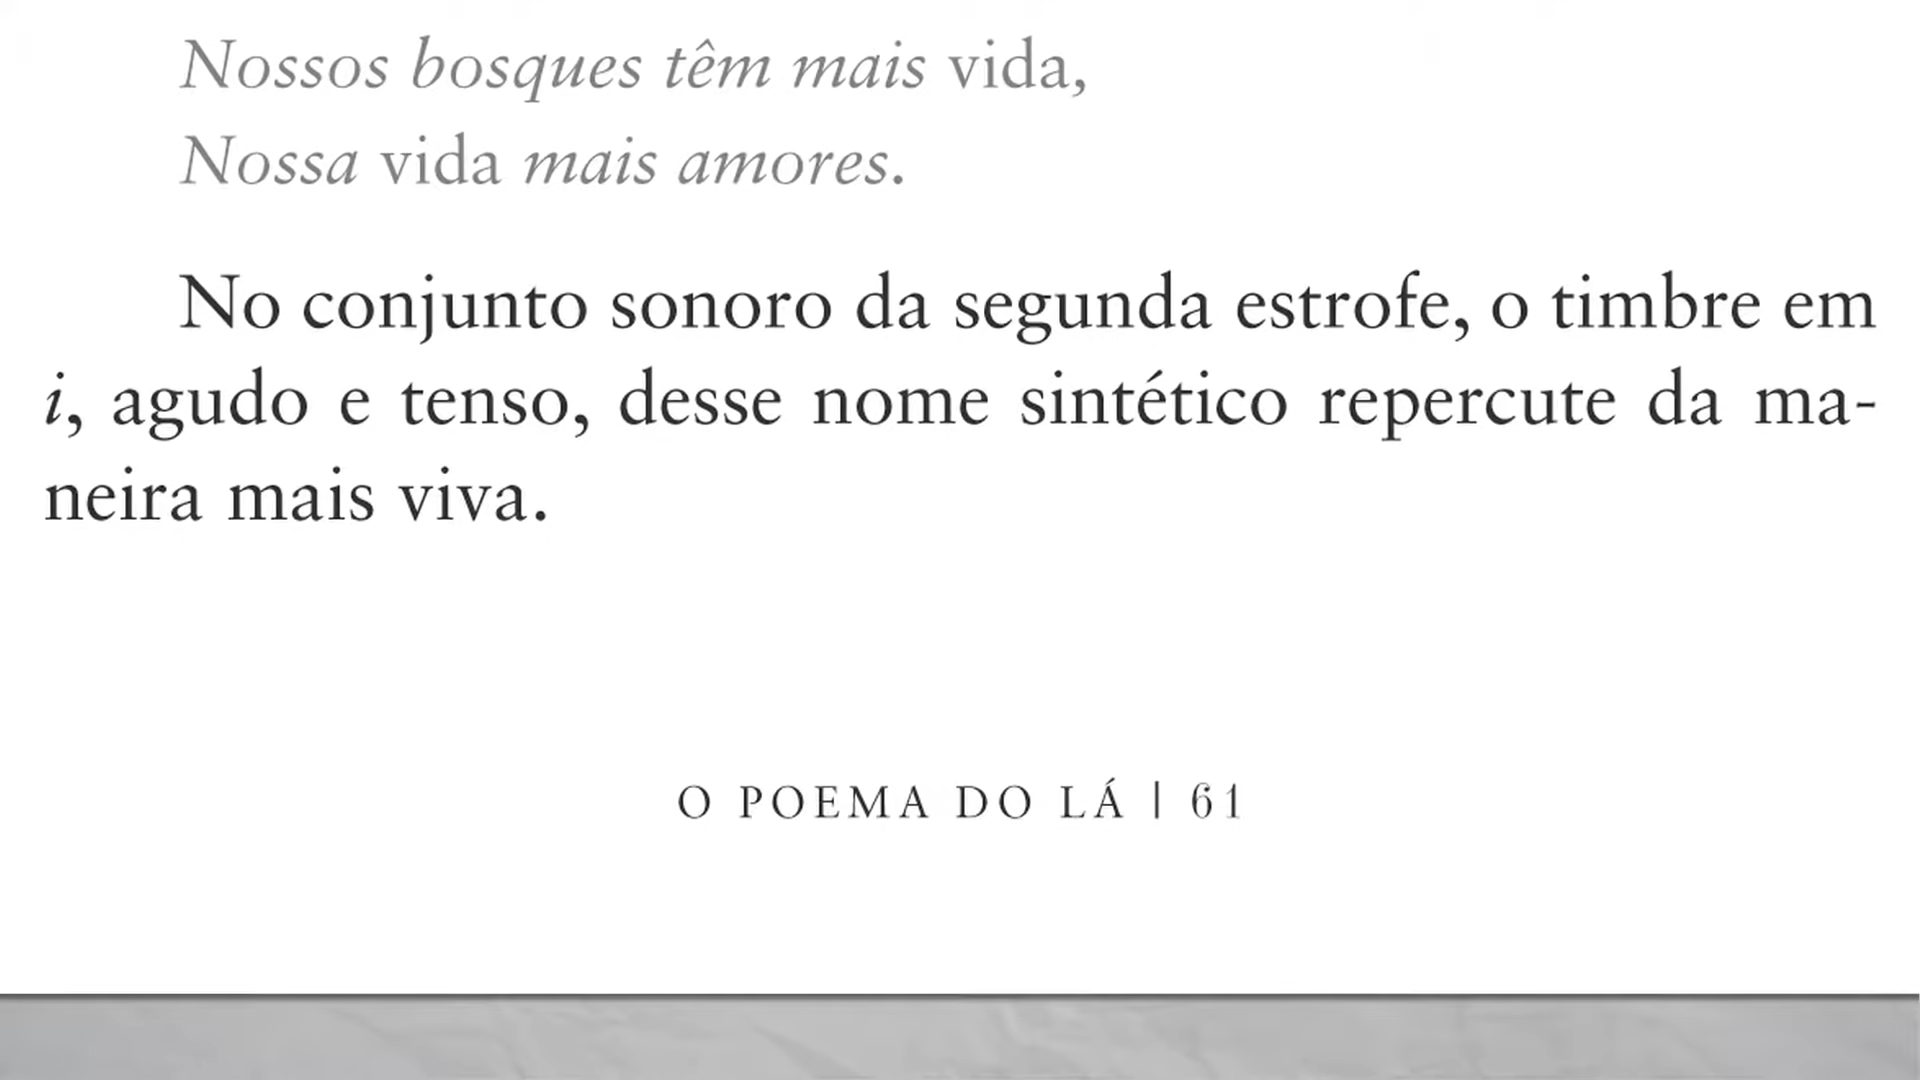 Nossos bosques têm mais vida,
Nossa vida mais amores.
No conjunto sonoro da segunda estrofe, o timbre em
i, agudo e tenso, desse nome sintético repercute da ma-
neira mais viva.
O POEMA DO LÁ | 61